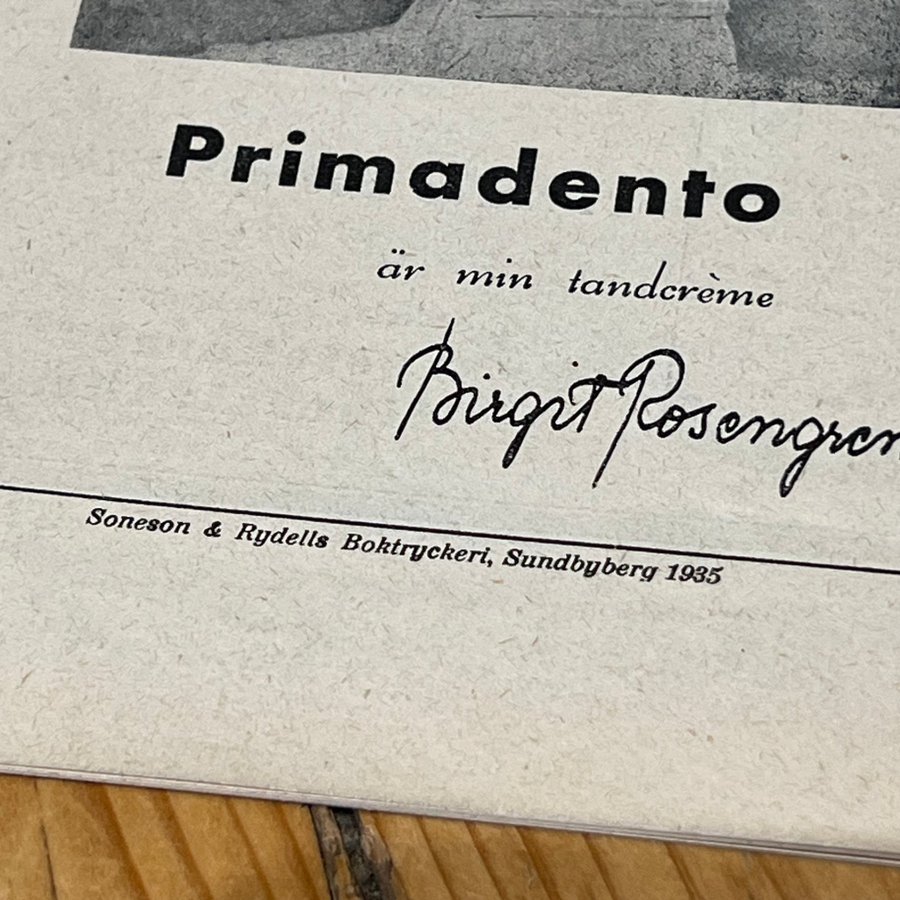 Primadento
är min tandcrème
Birgit Rosengren
Soneson & Rydells Boktryckeri, Sundbyberg 1935